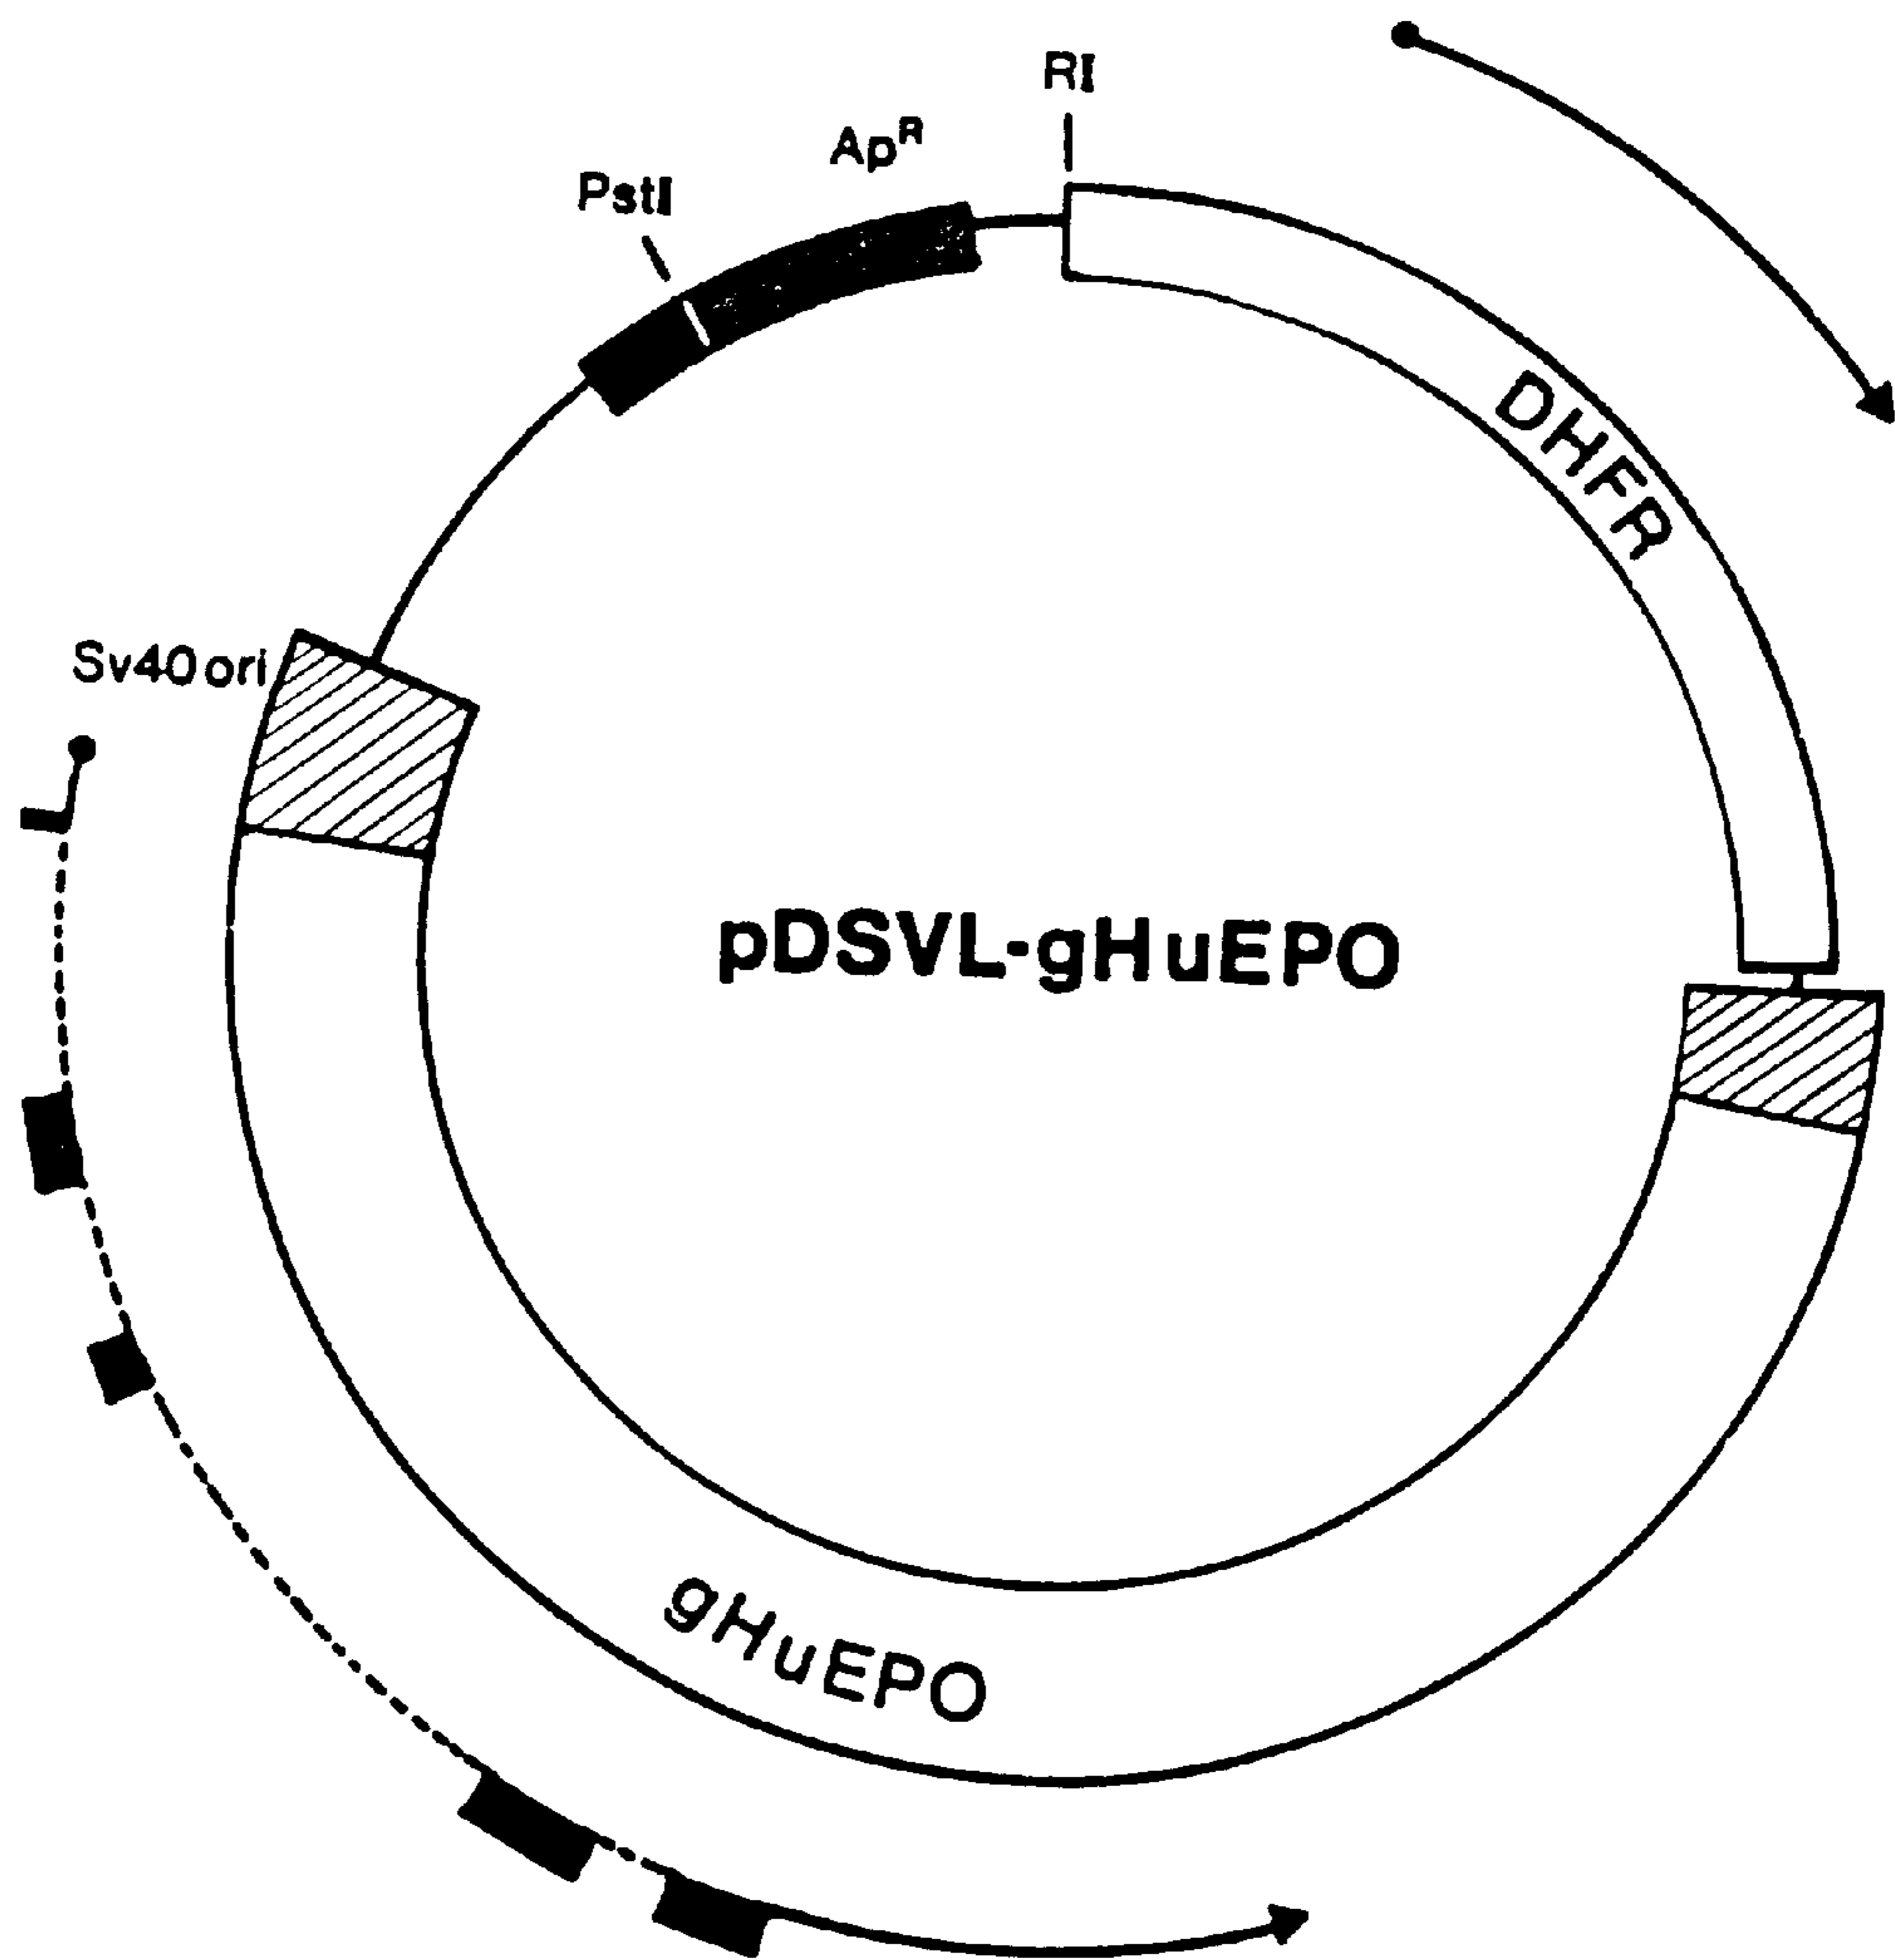 RI
Ap^R
PstI
DHFR
Sv40 ori
pDSVL-gHuEPO
gHuEPO